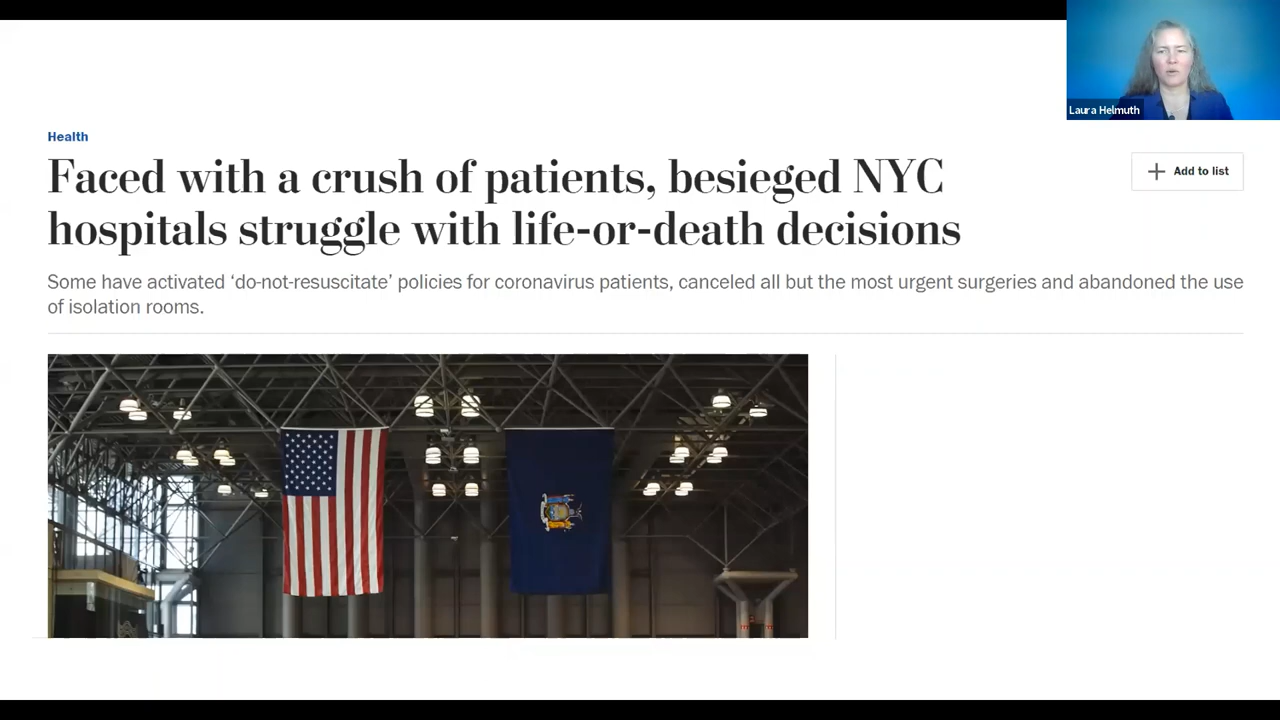 Laura Helmuth
Health
Faced with a crush of patients, besieged NYC
hospitals struggle with life-or-death decisions
Add to list
Some have activated ‘do-not-resuscitate’ policies for coronavirus patients, canceled all but the most urgent surgeries and abandoned the use
of isolation rooms.